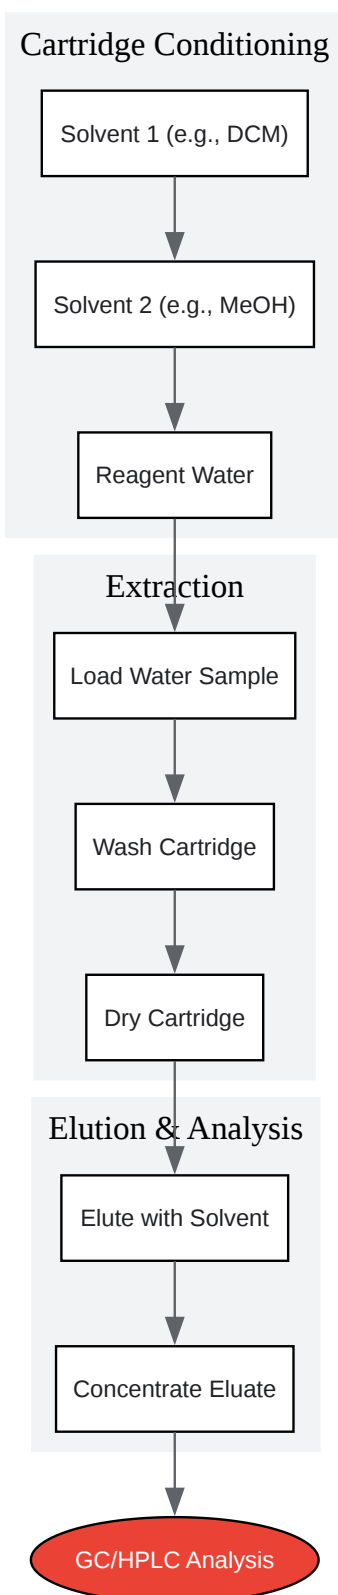 Cartridge Conditioning
Solvent 1 (e.g., DCM)
Solvent 2 (e.g., MeOH)
Reagent Water
Extraction
Load Water Sample
Wash Cartridge
Dry Cartridge
Elution & Analysis
Elute with Solvent
Concentrate Eluate
GC/HPLC Analysis